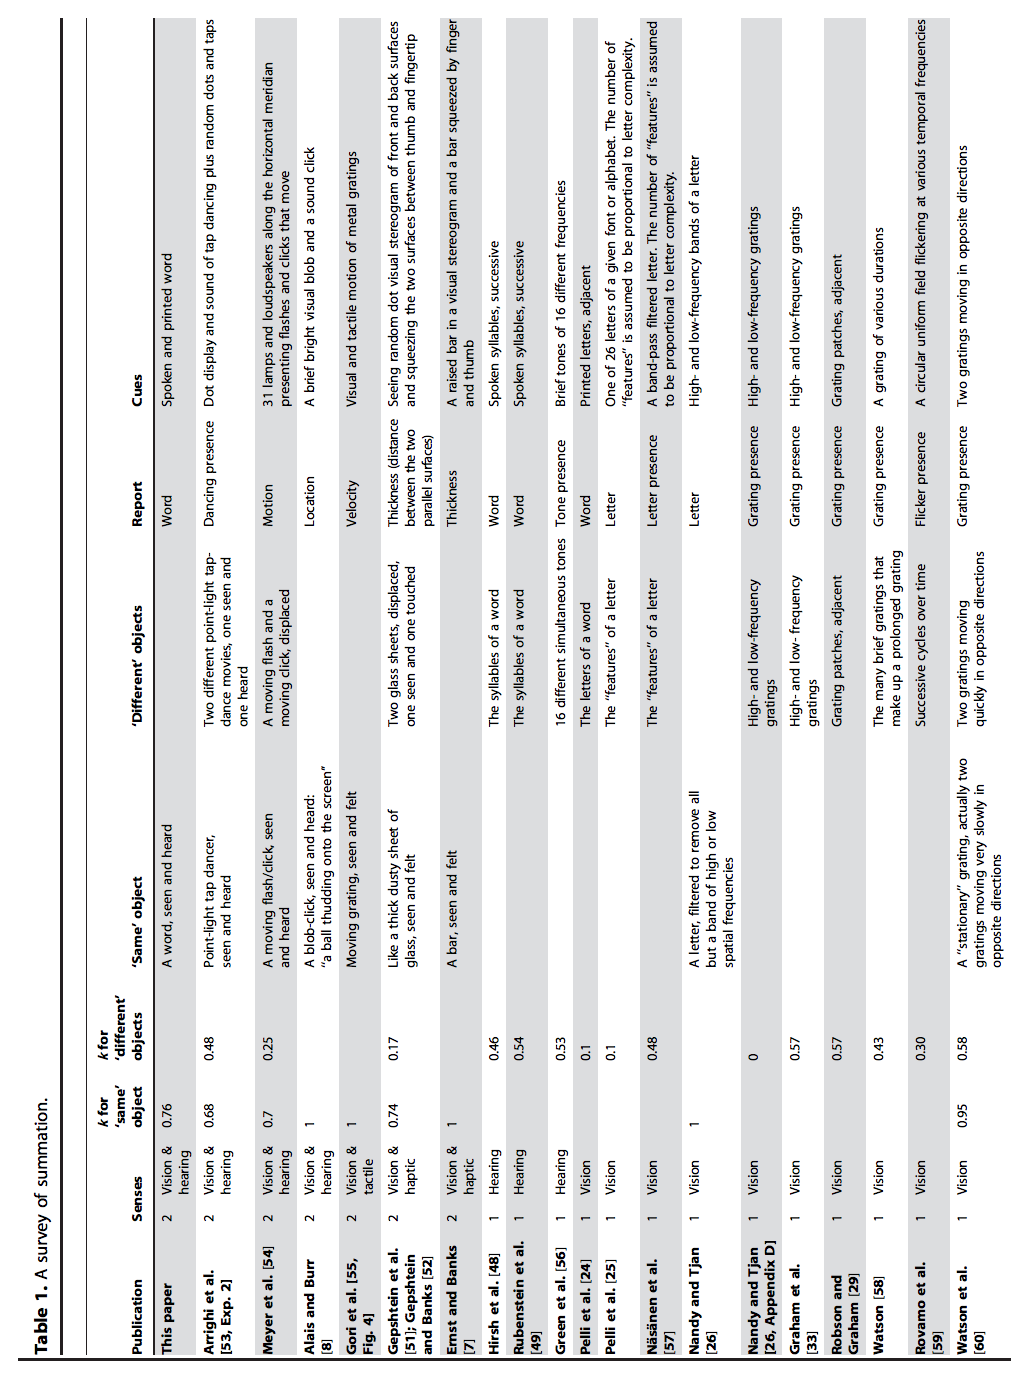 Table 1. A survey of summation.
Publication Senses k for ‘same’ object k for ‘different’ objects ‘Same’ object ‘Different’ objects Report Cues
This paper 2 Vision & hearing 0.76 A word, seen and heard Word Spoken and printed word
Arrighi et al. [53, Exp. 2] 2 Vision & hearing 0.68 0.48 Point-light tap dancer, seen and heard Two different point-light tap-dance movies, one seen and one heard Dancing presence Dot display and sound of tap dancing plus random dots and taps
Meyer et al. [54] 2 Vision & hearing 0.7 0.25 A moving flash/click, seen and heard A moving flash and a moving click, displaced Motion 31 lamps and loudspeakers along the horizontal meridian presenting flashes and clicks that move
Alais and Burr [8] 2 Vision & hearing 1 A blob-click, seen and heard: “a ball thudding onto the screen” Location A brief bright visual blob and a sound click
Gori et al. [55, Fig. 4] 2 Vision & tactile 1 Moving grating, seen and felt Velocity Visual and tactile motion of metal gratings
Gepshtein et al. [51]; Gepshtein and Banks [52] 2 Vision & haptic 0.74 0.17 Like a thick dusty sheet of glass, seen and felt Two glass sheets, displaced, one seen and one touched Thickness (distance between the two parallel surfaces) Seeing random dot visual stereogram of front and back surfaces and squeezing the two surfaces between thumb and fingertip
Ernst and Banks [7] 2 Vision & haptic 1 A bar, seen and felt Thickness A raised bar in a visual stereogram and a bar squeezed by finger and thumb
Hirsh et al. [48] 1 Hearing 0.46 The syllables of a word Word Spoken syllables, successive
Rubenstein et al. [49] 1 Hearing 0.54 The syllables of a word Word Spoken syllables, successive
Green et al. [56] 1 Hearing 0.53 16 different simultaneous tones Tone presence Brief tones of 16 different frequencies
Pelli et al. [24] 1 Vision 0.1 The letters of a word Word Printed letters, adjacent
Pelli et al. [25] 1 Vision 0.1 The “features” of a letter Letter One of 26 letters of a given font or alphabet. The number of “features” is assumed to be proportional to letter complexity.
Näsänen et al. [57] 1 Vision 0.48 The “features” of a letter Letter presence A band-pass filtered letter. The number of “features” is assumed to be proportional to letter complexity.
Nandy and Tjan [26] 1 Vision 1 A letter, filtered to remove all but a band of high or low spatial frequencies Letter High- and low-frequency bands of a letter
Nandy and Tjan [26, Appendix D] 1 Vision 0 High- and low-frequency gratings Grating presence High- and low-frequency gratings
Graham et al. [33] 1 Vision 0.57 High- and low- frequency gratings Grating presence High- and low-frequency gratings
Robson and Graham [29] 1 Vision 0.57 Grating patches, adjacent Grating presence Grating patches, adjacent
Watson [58] 1 Vision 0.43 The many brief gratings that make up a prolonged grating Grating presence A grating of various durations
Rovamo et al. [59] 1 Vision 0.30 Successive cycles over time Flicker presence A circular uniform field flickering at various temporal frequencies
Watson et al. [60] 1 Vision 0.95 0.58 A “stationary” grating, actually two gratings moving very slowly in opposite directions Two gratings moving quickly in opposite directions Grating presence Two gratings moving in opposite directions